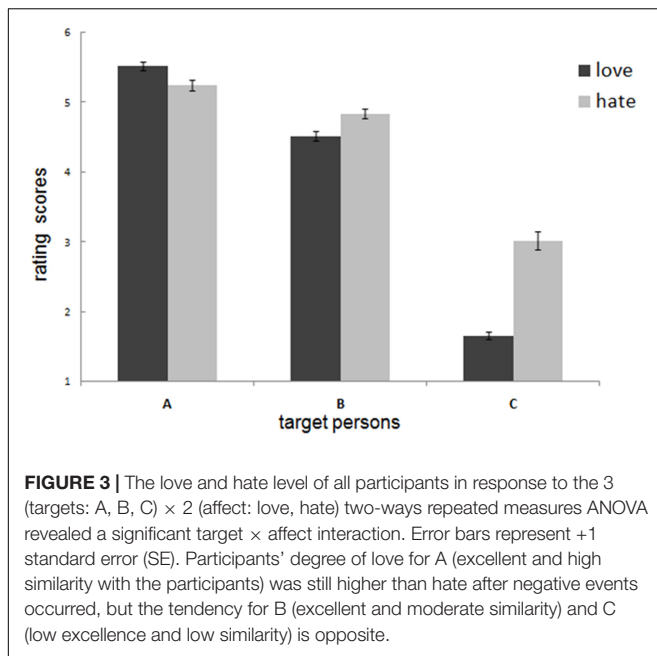 6
5
4
3
2
1
rating scores
love
hate
A
B
C
target persons
FIGURE 3 | The love and hate level of all participants in response to the 3
(targets: A, B, C) × 2 (affect: love, hate) two-ways repeated measures ANOVA
revealed a significant target × affect interaction. Error bars represent +1
standard error (SE). Participants’ degree of love for A (excellent and high
similarity with the participants) was still higher than hate after negative events
occurred, but the tendency for B (excellent and moderate similarity) and C
(low excellence and low similarity) is opposite.